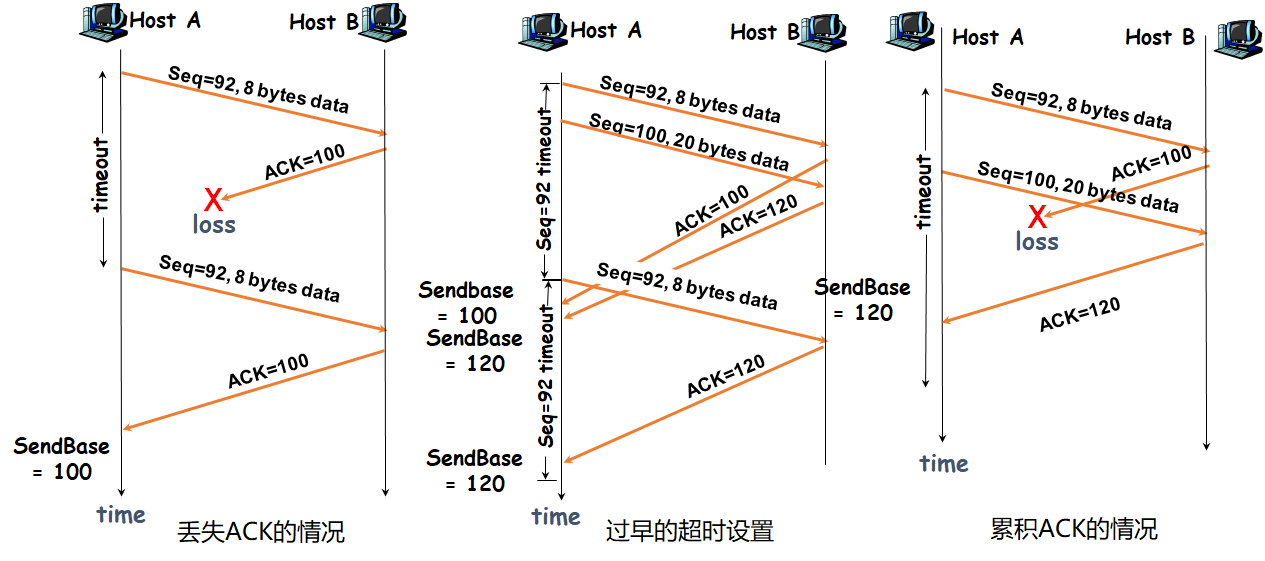 Host A
Host B
Seq=92, 8 bytes data
timeout
ACK=100
X
loss
Seq=92, 8 bytes data
ACK=100
SendBase
= 100
time
丢失ACK的情况
Host A
Host B
Seq=92, 8 bytes data
Seq=100, 20 bytes data
Seq=92 timeout
ACK=100
ACK=120
Seq=92, 8 bytes data
Sendbase
= 100
SendBase
= 120
Seq=92 timeout
ACK=120
SendBase
= 120
time
过早的超时设置
Host A
Host B
Seq=92, 8 bytes data
ACK=100
timeout
Seq=100, 20 bytes data
X
loss
SendBase
= 120
ACK=120
time
累积ACK的情况